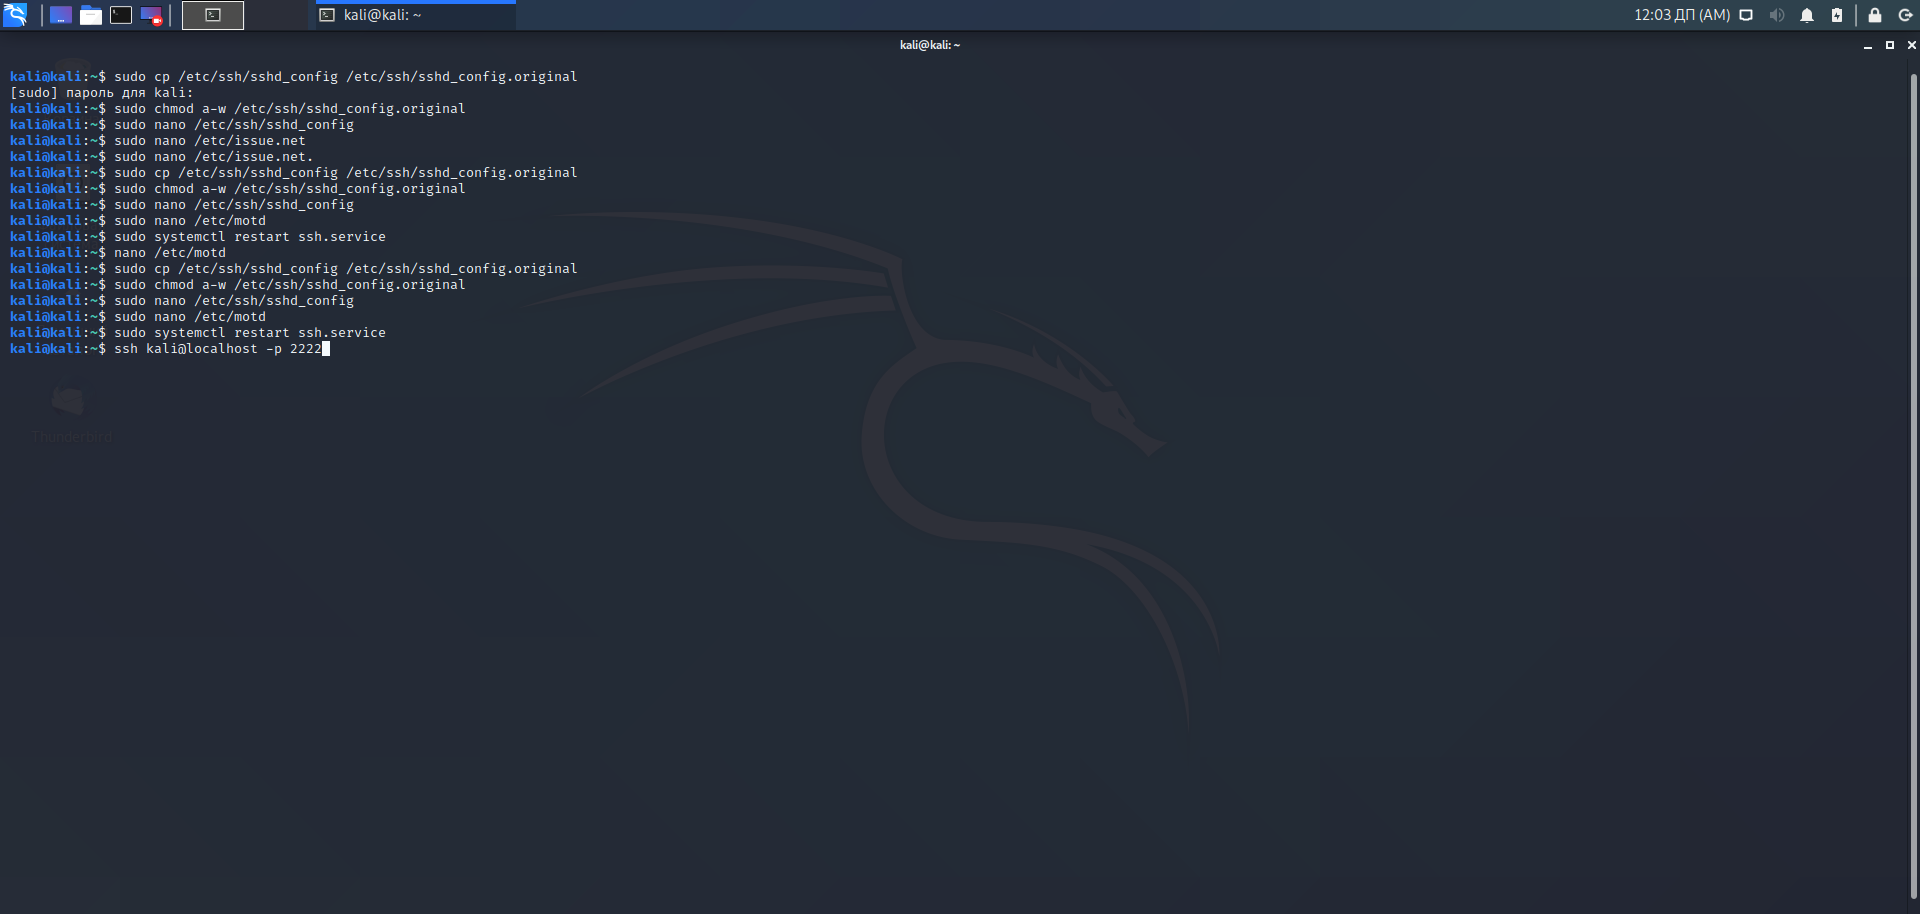 kali@kali: ~
12:03 ДП (AM)
kali@kali: ~
kali@kali:~$ sudo cp /etc/ssh/sshd_config /etc/ssh/sshd_config.original
[sudo] пароль для kali:
kali@kali:~$ sudo chmod a-w /etc/ssh/sshd_config.original
kali@kali:~$ sudo nano /etc/ssh/sshd_config
kali@kali:~$ sudo nano /etc/issue.net
kali@kali:~$ sudo nano /etc/issue.net.
kali@kali:~$ sudo cp /etc/ssh/sshd_config /etc/ssh/sshd_config.original
kali@kali:~$ sudo chmod a-w /etc/ssh/sshd_config.original
kali@kali:~$ sudo nano /etc/ssh/sshd_config
kali@kali:~$ sudo nano /etc/motd
kali@kali:~$ sudo systemctl restart ssh.service
kali@kali:~$ nano /etc/motd
kali@kali:~$ sudo cp /etc/ssh/sshd_config /etc/ssh/sshd_config.original
kali@kali:~$ sudo chmod a-w /etc/ssh/sshd_config.original
kali@kali:~$ sudo nano /etc/ssh/sshd_config
kali@kali:~$ sudo nano /etc/motd
kali@kali:~$ sudo systemctl restart ssh.service
kali@kali:~$ ssh kali@localhost -p 2222
Thunderbird